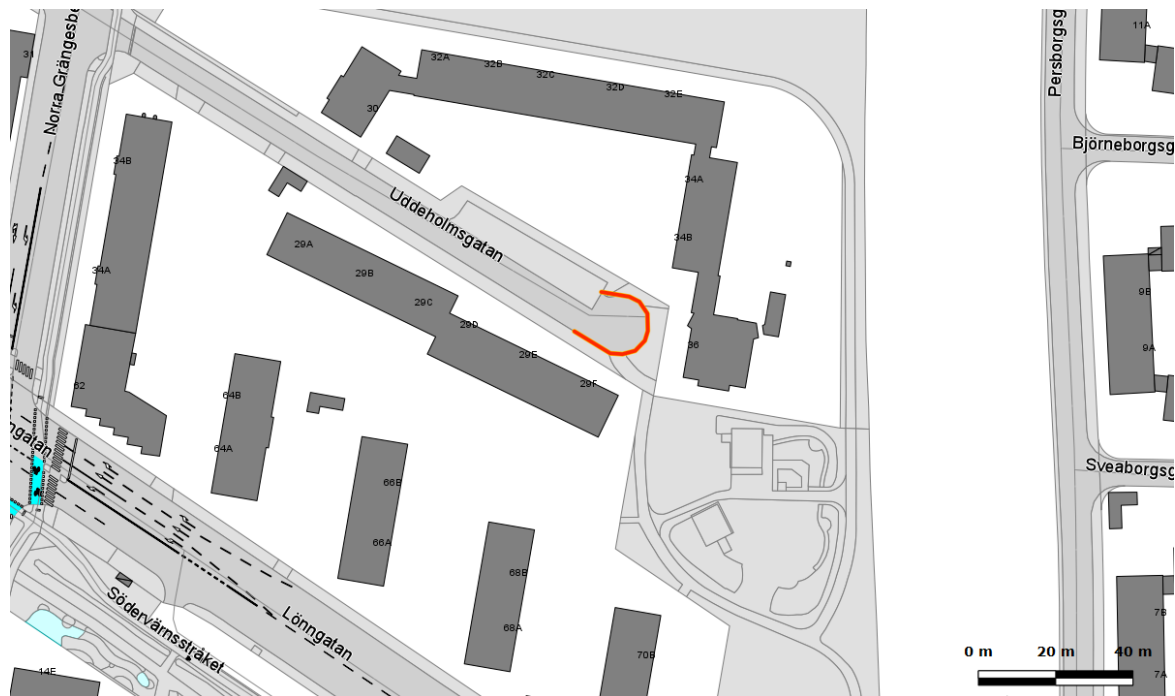 11A
31
32A
32B
32C
32D
32E
30
Norra Grängesbe
Persborgsg
Björneborgsg
34B
34A
34B
34A
Uddeholmsgatan
29A
29B
29C
29D
29E
29F
36
9B
9A
62
64B
64A
66B
66A
68B
68A
70B
ngatan
Lönngatan
Södervärnsstråket
Sveaborgsg
14E
7B
7A
0 m 20 m 40 m